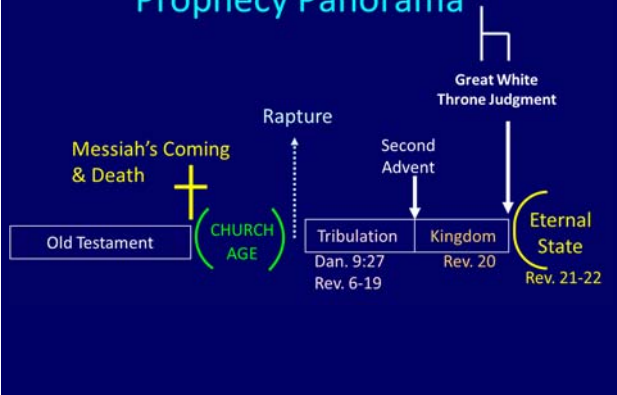 Prophecy Panorama
Great White
Throne Judgment
Rapture
Messiah's Coming
& Death
Second
Advent
Old Testament
CHURCH
AGE
Tribulation
Kingdom
Eternal
State
Dan. 9:27
Rev. 6-19
Rev. 20
Rev. 21-22